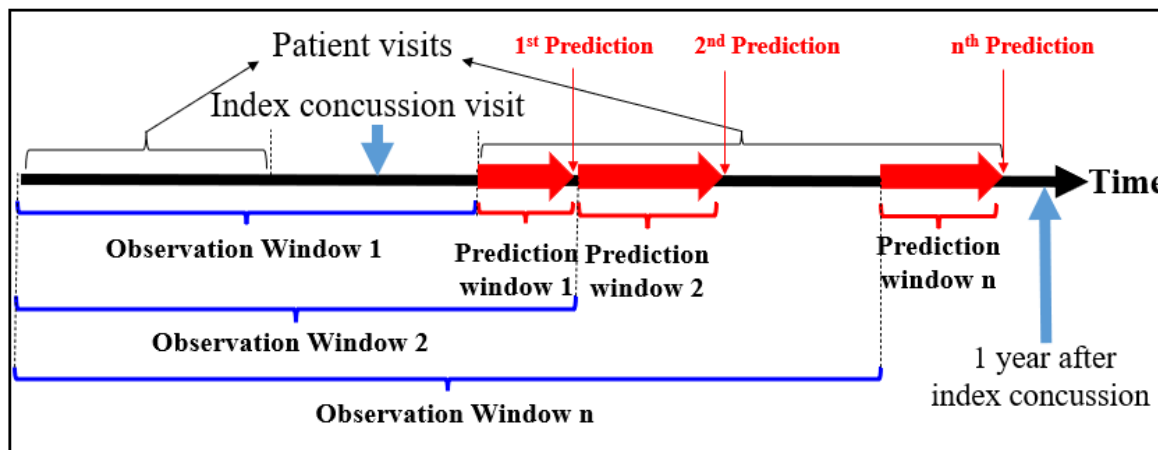 Patient visits
1st Prediction
2nd Prediction
nth Prediction
Index concussion visit
Time
Observation Window 1
Prediction
window 1
Prediction
window 2
Prediction
window n
Observation Window 2
1 year after
index concussion
Observation Window n